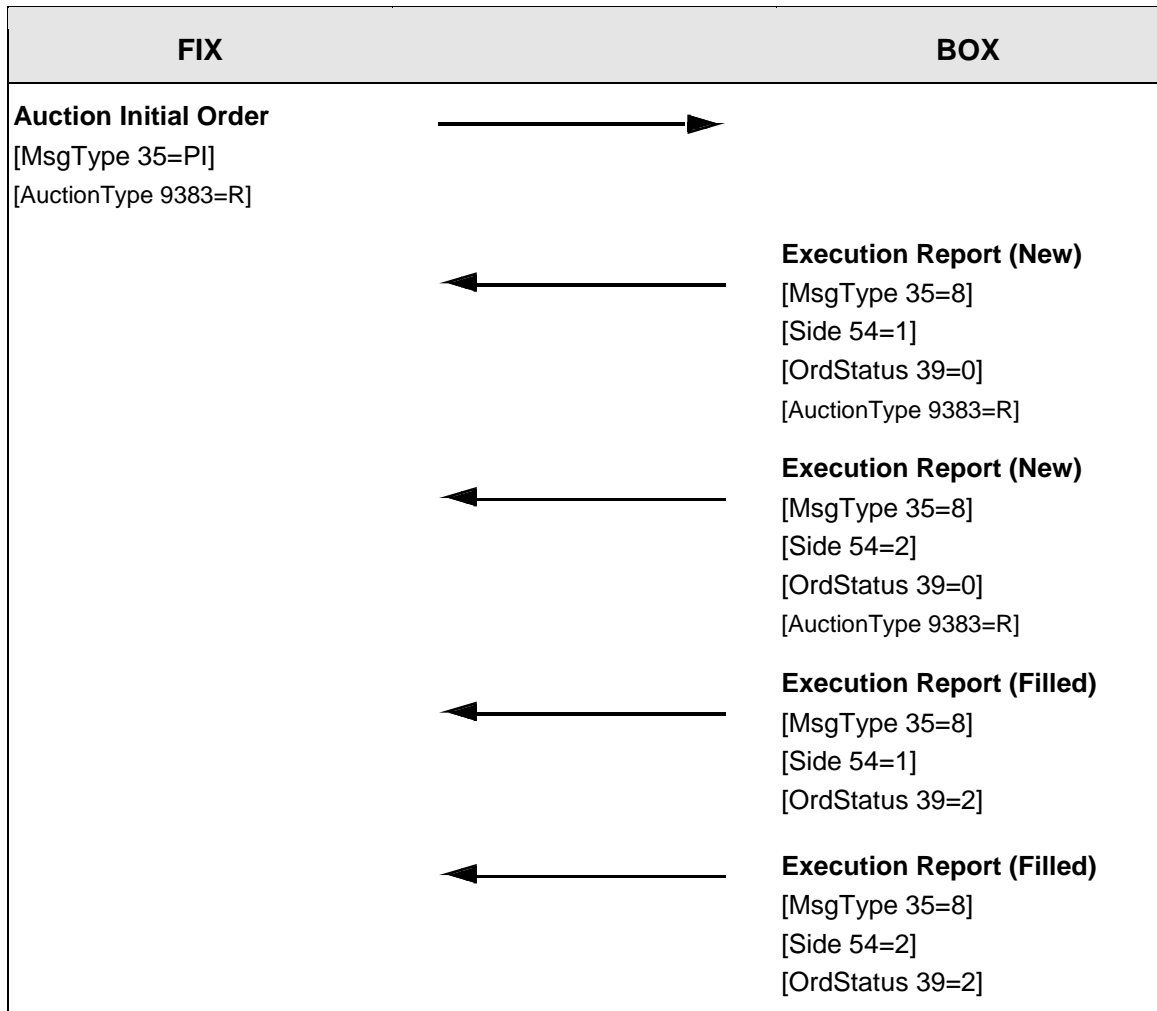 FIX
BOX
Auction Initial Order
[MsgType 35=PI]
[AuctionType 9383=R]
Execution Report (New)
[MsgType 35=8]
[Side 54=1]
[OrdStatus 39=0]
[AuctionType 9383=R]
Execution Report (New)
[MsgType 35=8]
[Side 54=2]
[OrdStatus 39=0]
[AuctionType 9383=R]
Execution Report (Filled)
[MsgType 35=8]
[Side 54=1]
[OrdStatus 39=2]
Execution Report (Filled)
[MsgType 35=8]
[Side 54=2]
[OrdStatus 39=2]